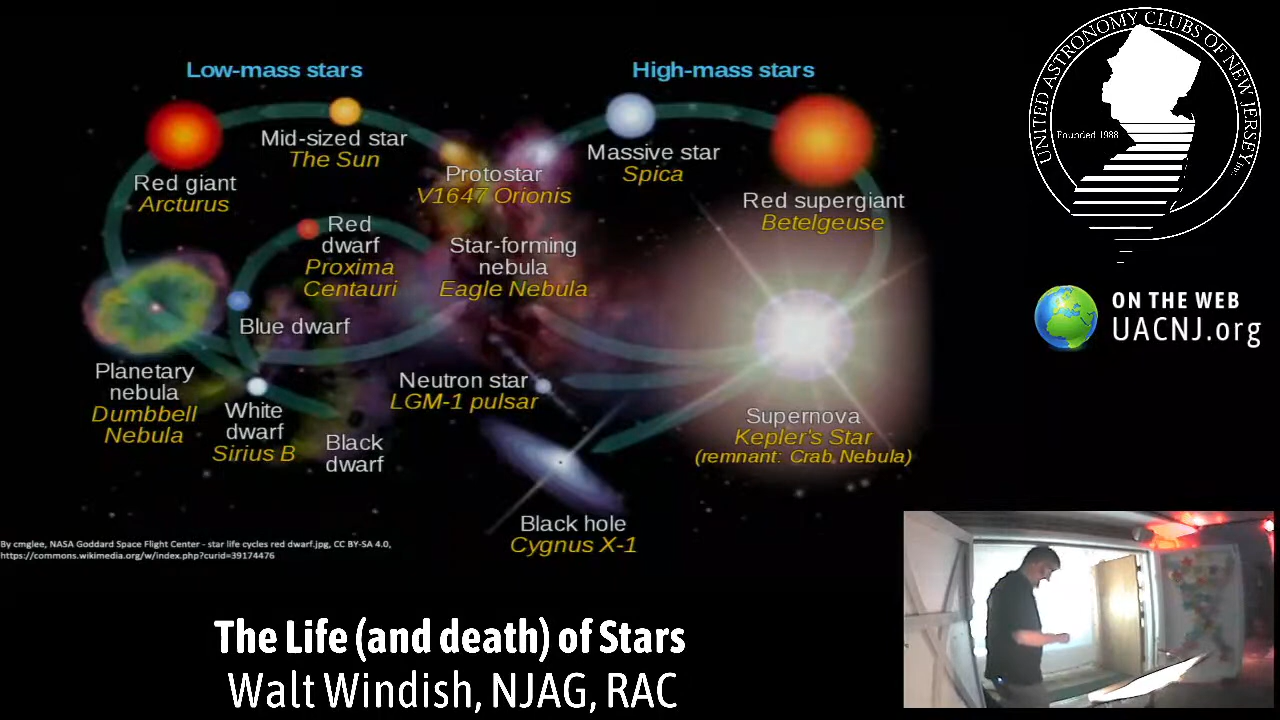 Low-mass stars
High-mass stars
Mid-sized star
The Sun
Massive star
Spica
Protostar
V1647 Orionis
Red giant
Arcturus
Red supergiant
Betelgeuse
Red
dwarf
Proxima
Centauri
Star-forming
nebula
Eagle Nebula
Blue dwarf
Planetary
nebula
Dumbbell
Nebula
White
dwarf
Sirius B
Black
dwarf
Neutron star
LGM-1 pulsar
Supernova
Kepler's Star
(remnant: Crab Nebula)
Black hole
Cygnus X-1
By cmglee, NASA Goddard Space Flight Center - star life cycles red dwarf.jpg, CC BY-SA 4.0,
https://commons.wikimedia.org/w/index.php?curid=39174476
UNITED ASTRONOMY CLUBS OF NEW JERSEY, Inc.
Founded 1988
ON THE WEB
UACNJ.org
The Life (and death) of Stars
Walt Windish, NJAG, RAC